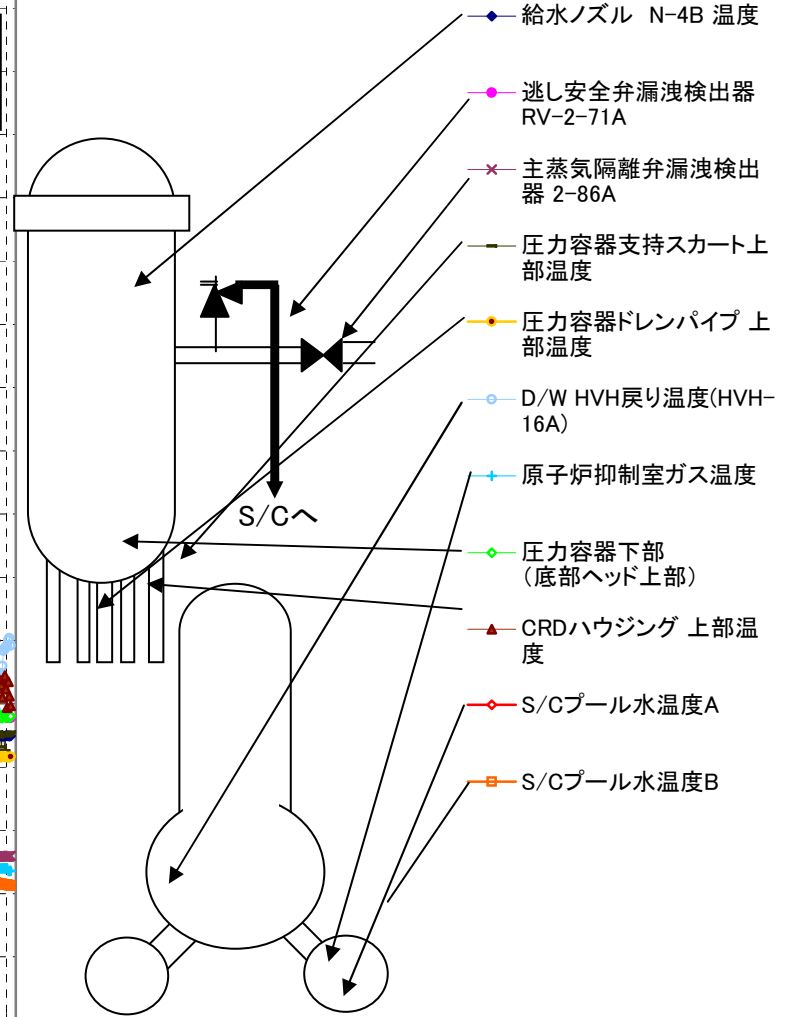 給水ノズル N-4B 温度
逃し安全弁漏洩検出器
RV-2-71A
主蒸気隔離弁漏洩検出
器 2-86A
圧力容器支持スカート上
部温度
圧力容器ドレンパイプ 上
部温度
D/W HVH戻り温度(HVH-
16A)
原子炉抑制室ガス温度
S/Cへ
圧力容器下部
（底部ヘッド上部）
CRDハウジング 上部温
度
S/Cプール水温度A
S/Cプール水温度B